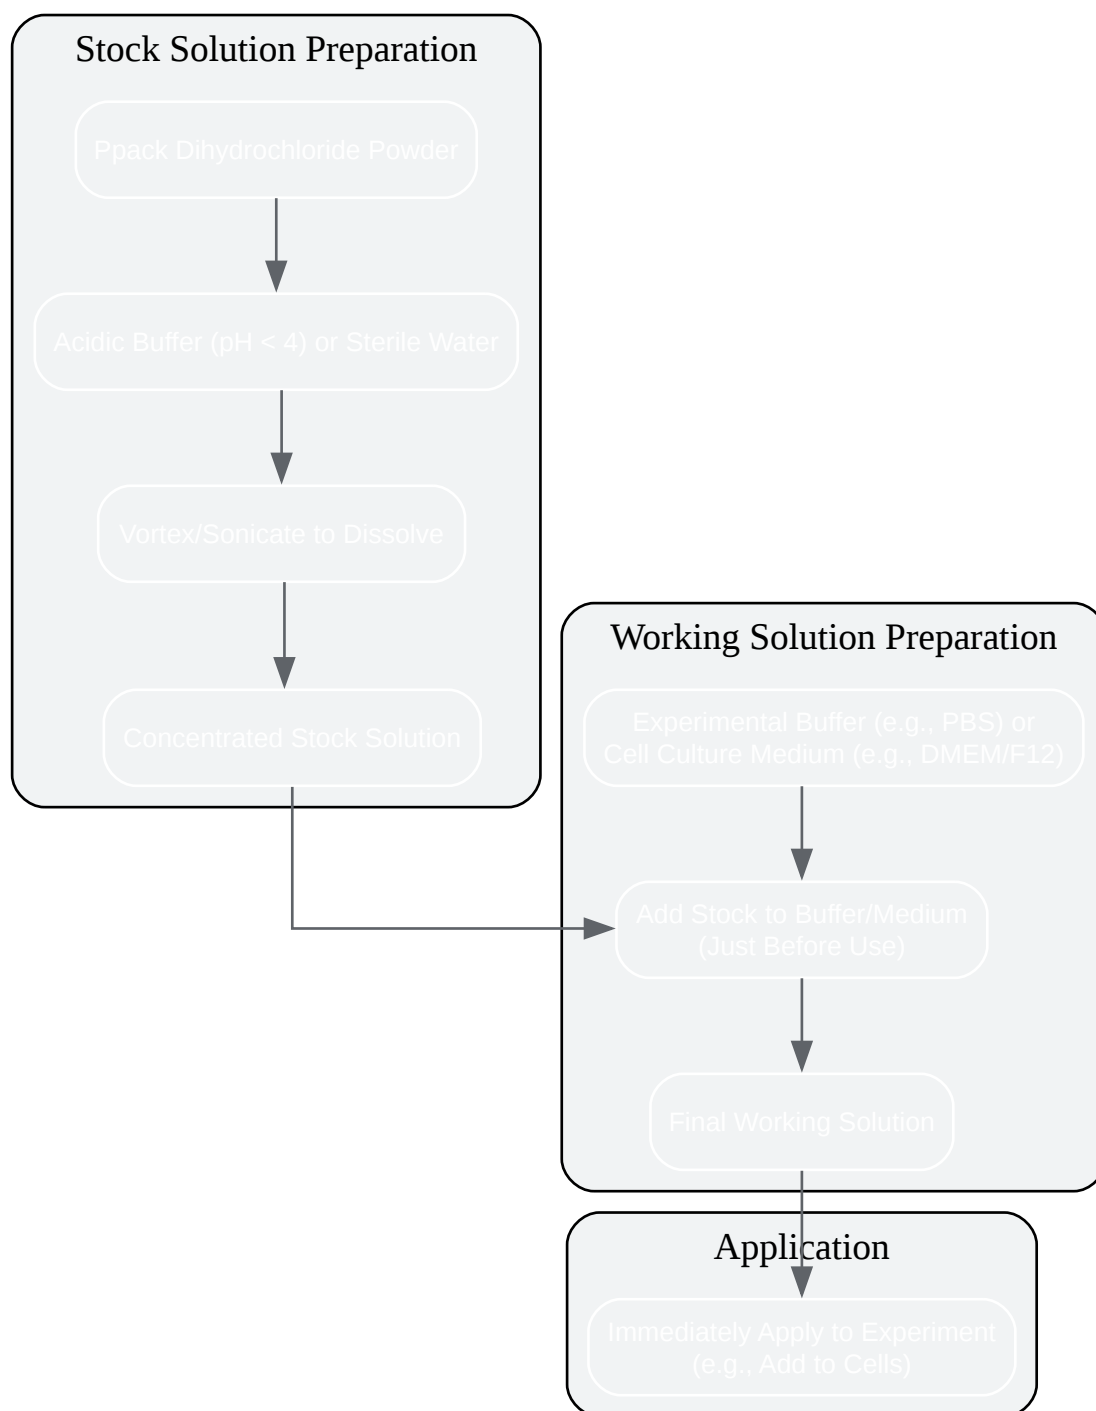 Stock Solution Preparation
Ppack Dihydrochloride Powder
Acidic Buffer (pH < 4) or Sterile Water
Vortex/Sonicate to Dissolve
Concentrated Stock Solution
Working Solution Preparation
Experimental Buffer (e.g., PBS) or
Cell Culture Medium (e.g., DMEM/F12)
Add Stock to Buffer/Medium
(Just Before Use)
Final Working Solution
Application
Immediately Apply to Experiment
(e.g., Add to Cells)